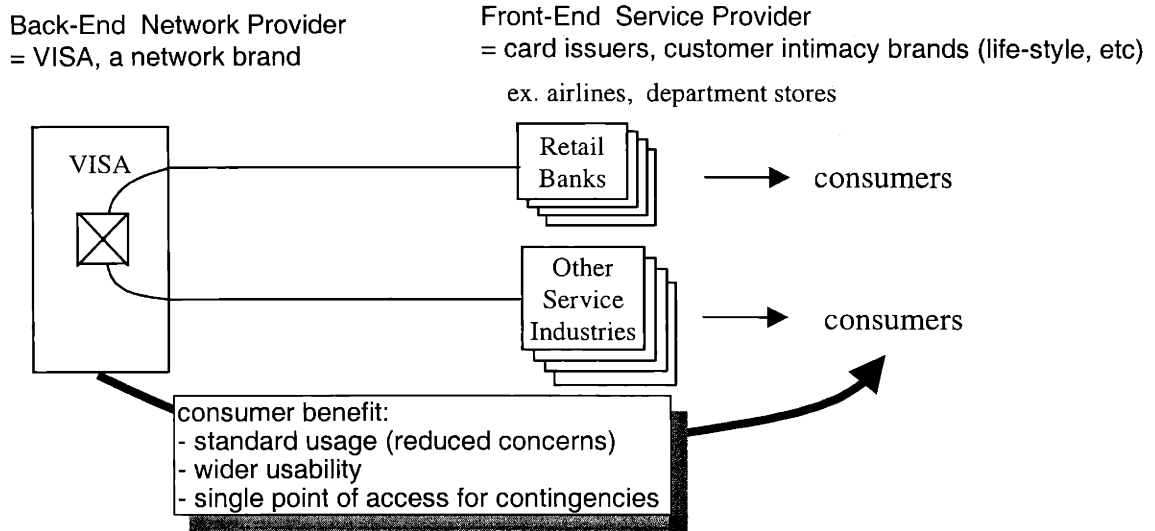 Back-End Network Provider
= VISA, a network brand
Front-End Service Provider
= card issuers, customer intimacy brands (life-style, etc)
ex. airlines, department stores
VISA
Retail
Banks
consumers
Other
Service
Industries
consumers
consumer benefit:
- standard usage (reduced concerns)
- wider usability
- single point of access for contingencies